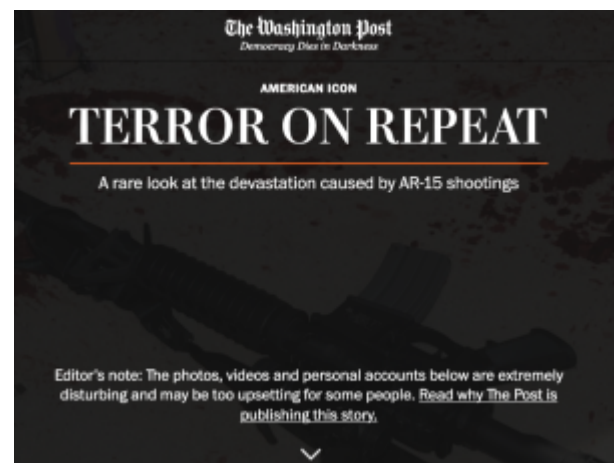 The Washington Post
Democracy Dies in Darkness
AMERICAN ICON
TERROR ON REPEAT
A rare look at the devastation caused by AR-15 shootings
Editor's note: The photos, videos and personal accounts below are extremely
disturbing and may be too upsetting for some people. Read why The Post is
publishing this story.